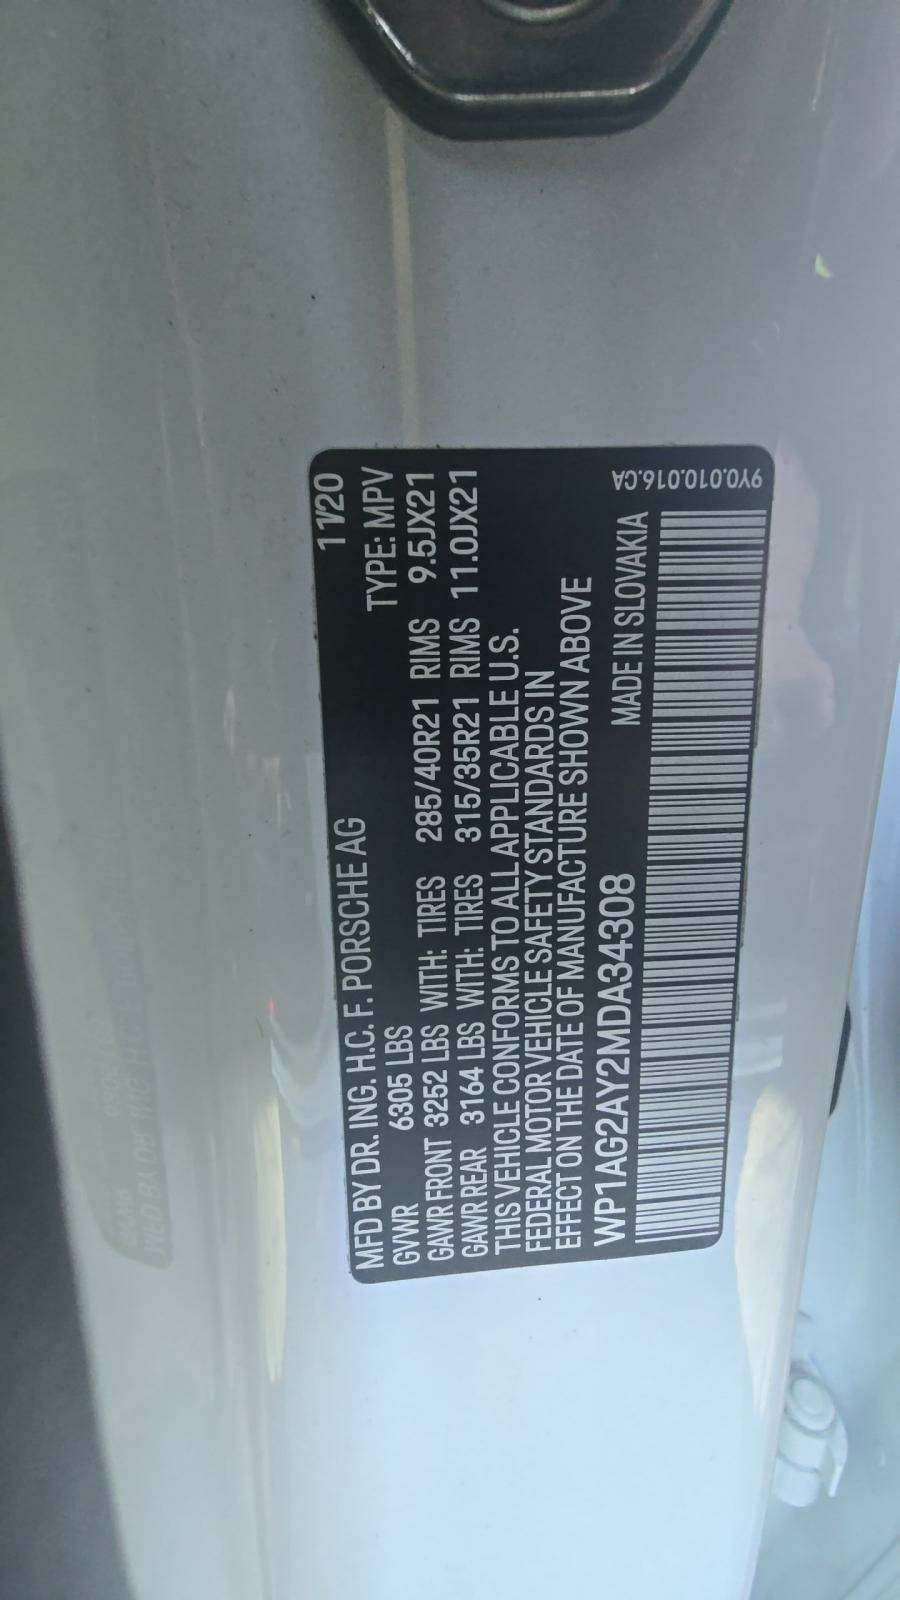 MFD BY DR. ING. H.C. F. PORSCHE AG 11/20
GVWR 6305 LBS TYPE: MPV
GAWR FRONT 3252 LBS WITH: TIRES 285/40R21 RIMS 9.5JX21
GAWR REAR 3164 LBS WITH: TIRES 315/35R21 RIMS 11.0JX21
THIS VEHICLE CONFORMS TO ALL APPLICABLE U.S.
FEDERAL MOTOR VEHICLE SAFETY STANDARDS IN
EFFECT ON THE DATE OF MANUFACTURE SHOWN ABOVE
WP1AG2AY2MDA34308 MADE IN SLOVAKIA
9Y0.010.016.CA